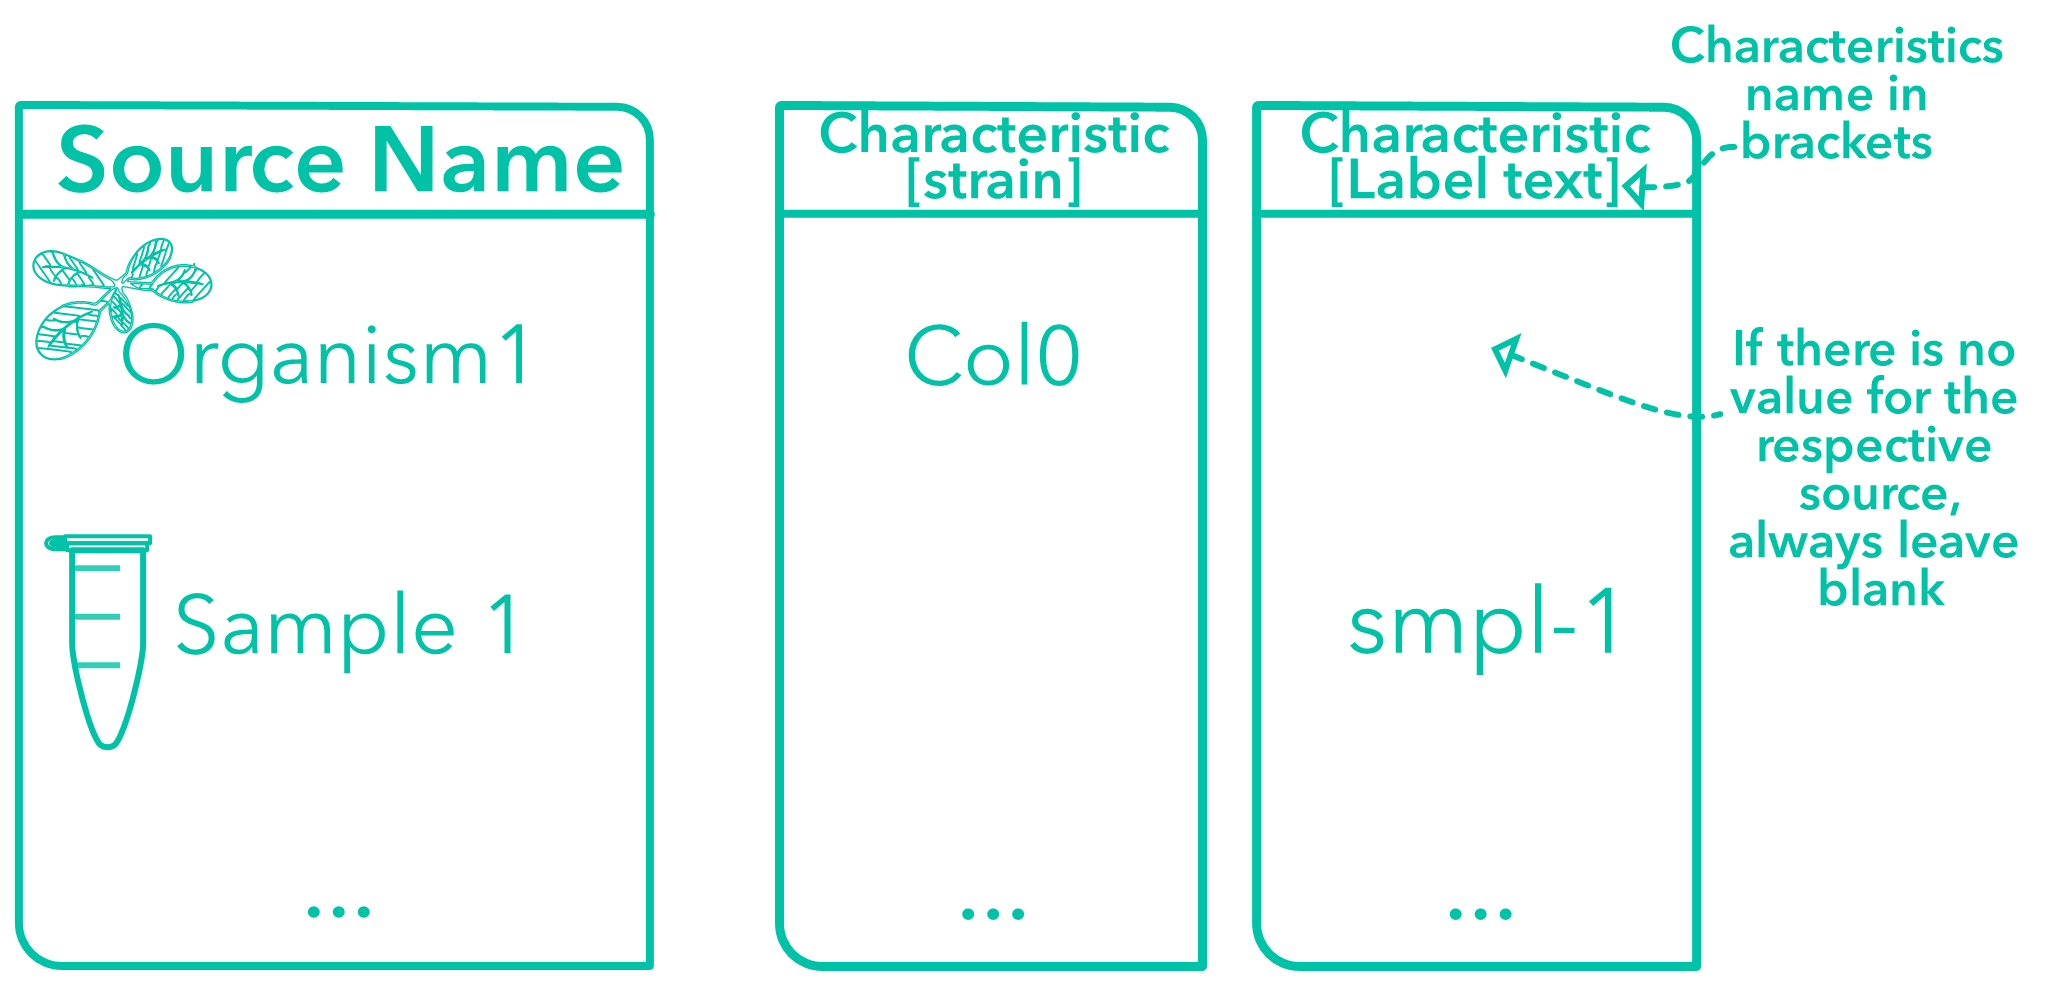 Source Name
Organism1
Sample 1
...
Characteristic
[strain]
Col0
...
Characteristic
[Label text]
smpl-1
...
Characteristics
name in
brackets
If there is no
value for the
respective
source,
always leave
blank